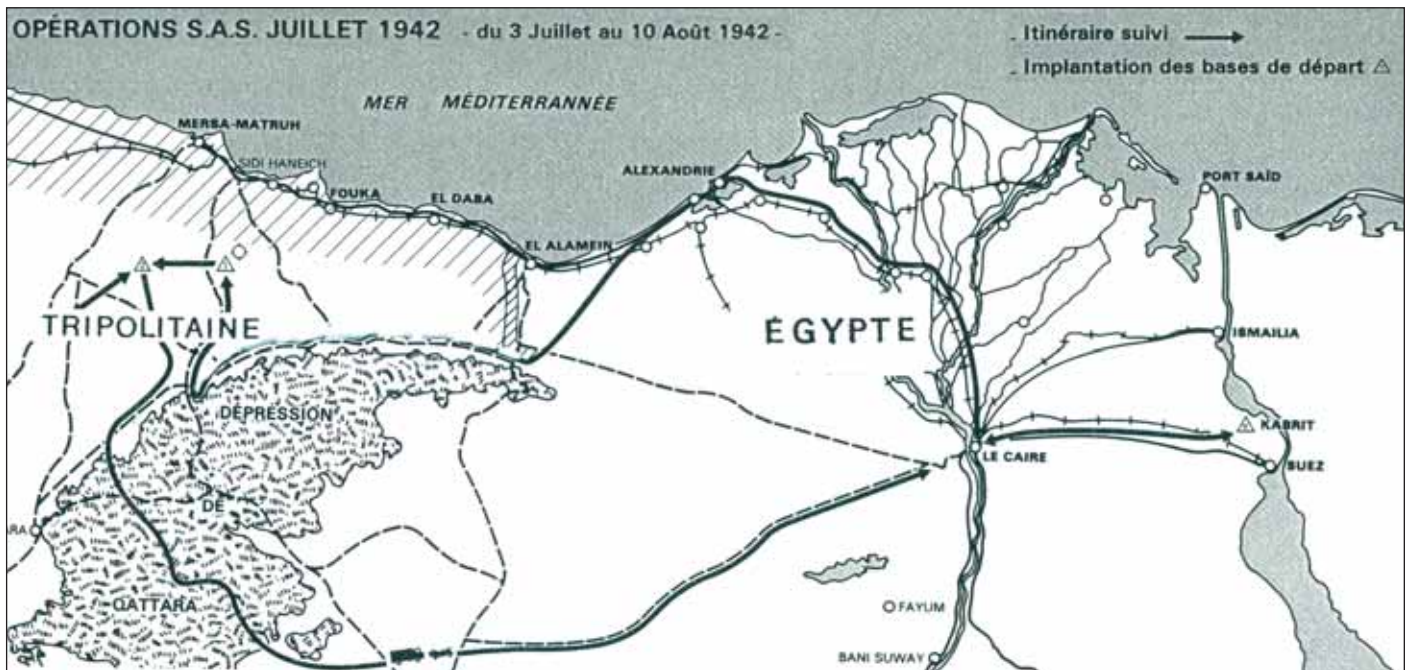 OPÉRATIONS S.A.S. JUILLET 1942 - du 3 Juillet au 10 Août 1942 -
- Itinéraire suivi
- Implantation des bases de départ
MER MÉDITERRANNÉE
MERSA-MATRUH
SIDI HANEICH
FOUKA
EL DABA
ALEXANDRIE
PORT SAÏD
EL ALAMEIN
TRIPOLITAINE
ÉGYPTE
ISMAILIA
DÉPRESSION
KABRIT
LE CAIRE
SUEZ
DE
QATTARA
FAYUM
BANI SUWAY